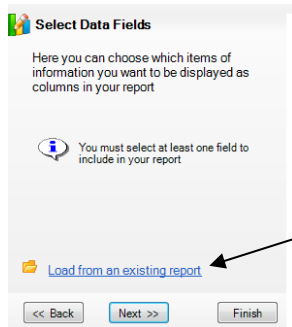 Select Data Fields
Here you can choose which items of
information you want to be displayed as
columns in your report
You must select at least one field to
include in your report
Load from an existing report
<< Back
Next >>
Finish